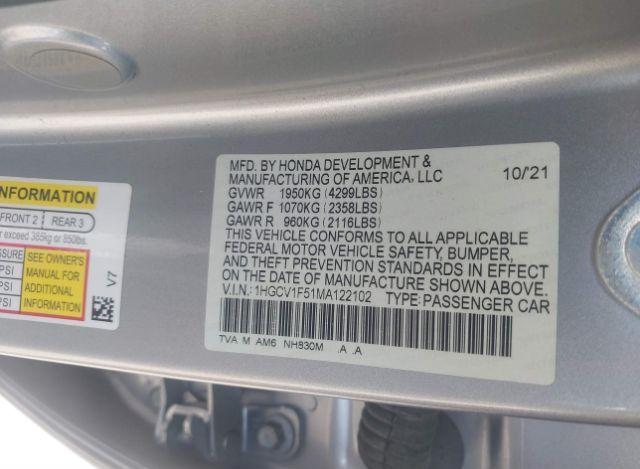 MFD. BY HONDA DEVELOPMENT &
MANUFACTURING OF AMERICA, LLC 10/'21
GVWR 1950KG (4299LBS)
GAWR F 1070KG (2358LBS)
GAWR R 960KG (2116LBS)
THIS VEHICLE CONFORMS TO ALL APPLICABLE
FEDERAL MOTOR VEHICLE SAFETY, BUMPER,
AND THEFT PREVENTION STANDARDS IN EFFECT
ON THE DATE OF MANUFACTURE SHOWN ABOVE.
V.I.N.: 1HGCV1F51MA122102 TYPE: PASSENGER CAR
TVA M AM6 NH830M .A .A
INFORMATION
FRONT 2 REAR 3
exceed 385kg or 850lbs.
SEE OWNER'S
MANUAL FOR
ADDITIONAL
INFORMATION
PSI
PSI
PSI
V7